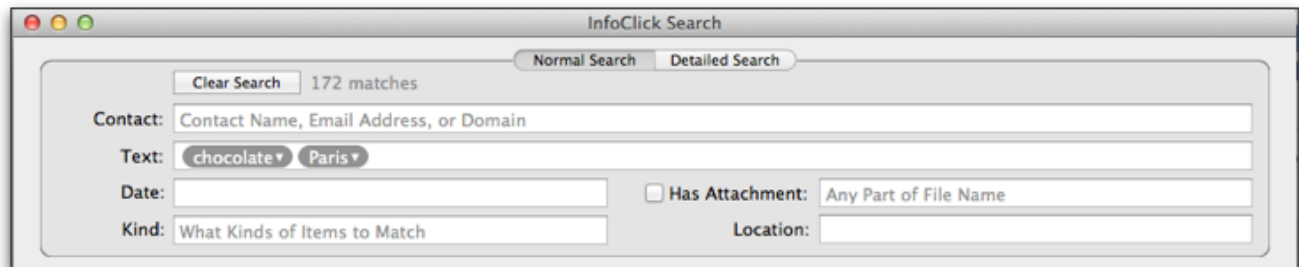 InfoClick Search
Normal Search Detailed Search
Clear Search 172 matches
Contact: Contact Name, Email Address, or Domain
Text: chocolate Paris
Date: Has Attachment: Any Part of File Name
Kind: What Kinds of Items to Match Location: